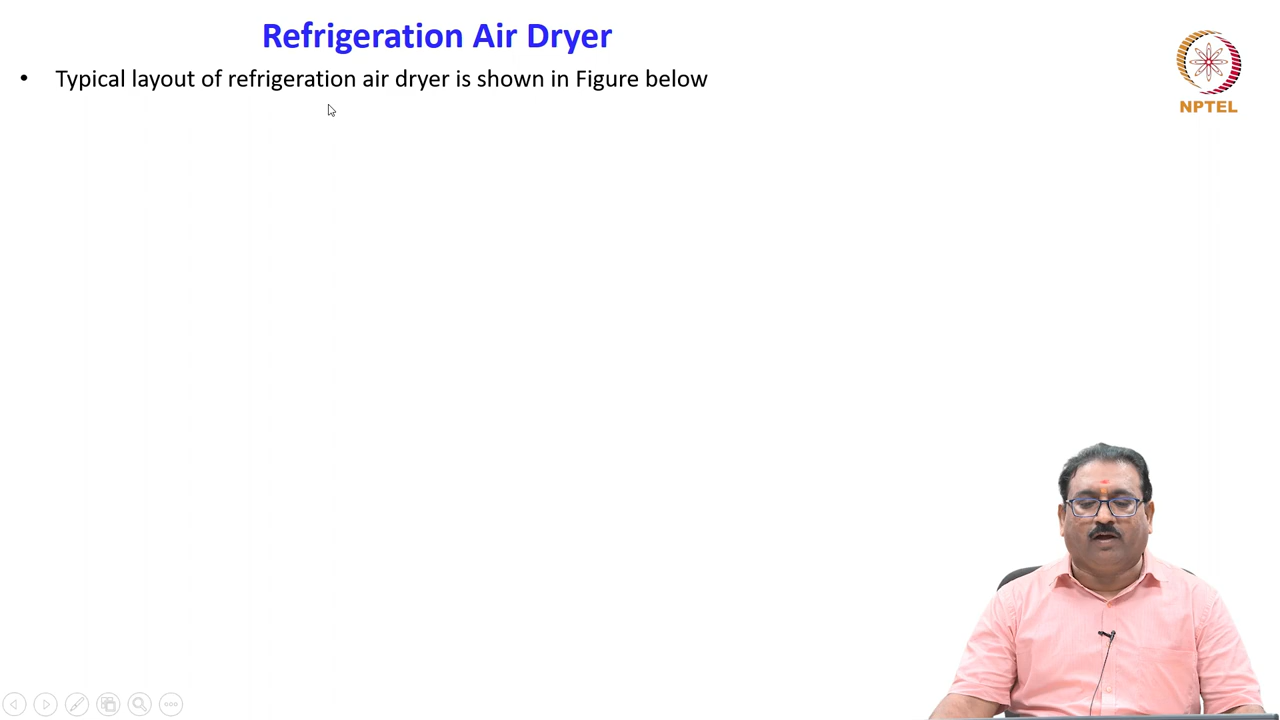 Refrigeration Air Dryer
• Typical layout of refrigeration air dryer is shown in Figure below
NPTEL